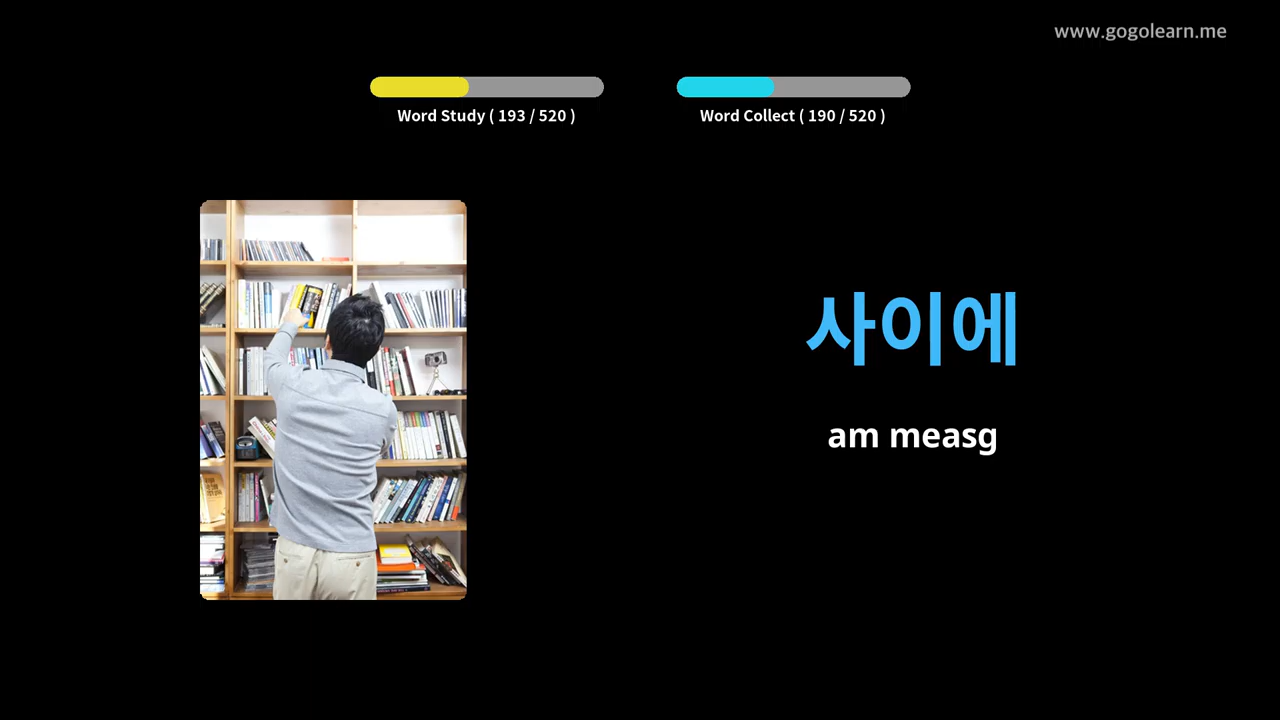 www.gogolearn.me
Word Study ( 193 / 520 )
Word Collect ( 190 / 520 )
사이에
am measg